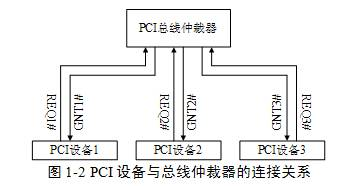 PCI总线仲裁器
REQ1#
GNT1#
REQ2#
GNT2#
GNT3#
REQ3#
PCI设备1
PCI设备2
PCI设备3
图 1-2 PCI 设备与总线仲裁器的连接关系